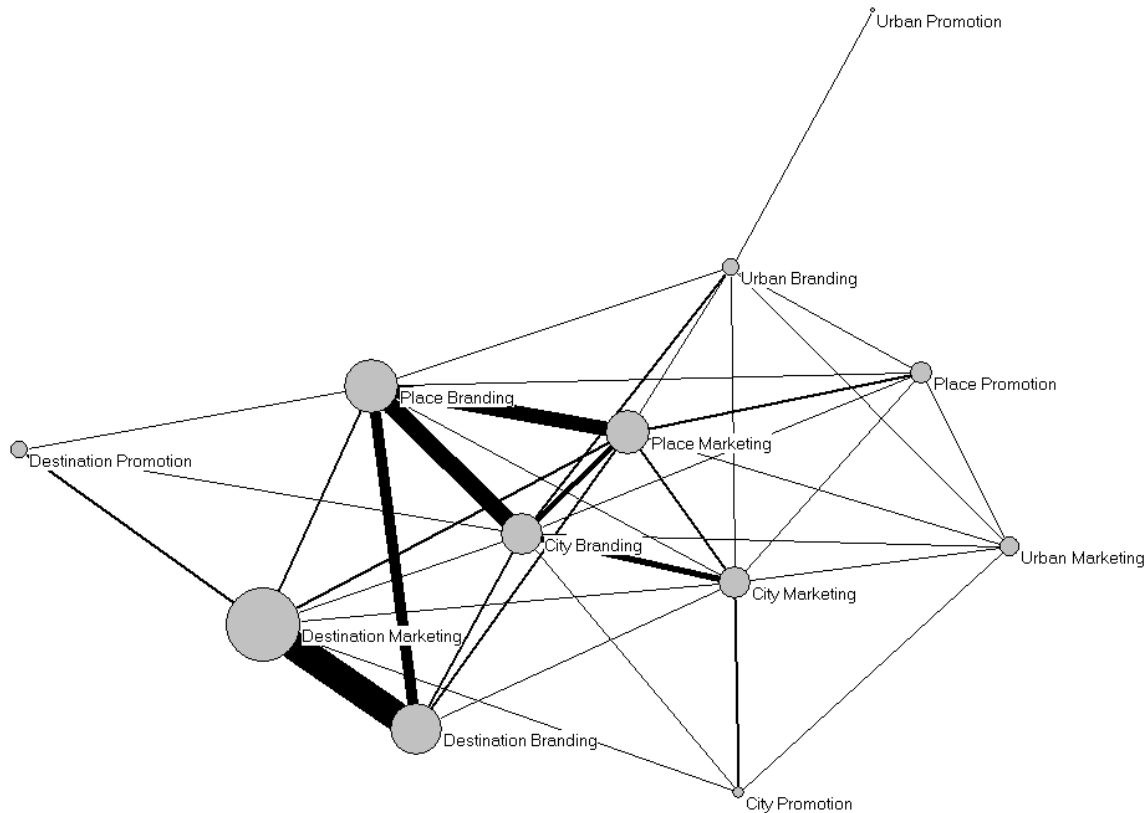 Urban Promotion
Urban Branding
Place Promotion
Place Branding
Place Marketing
Destination Promotion
City Branding
Urban Marketing
City Marketing
Destination Marketing
Destination Branding
City Promotion